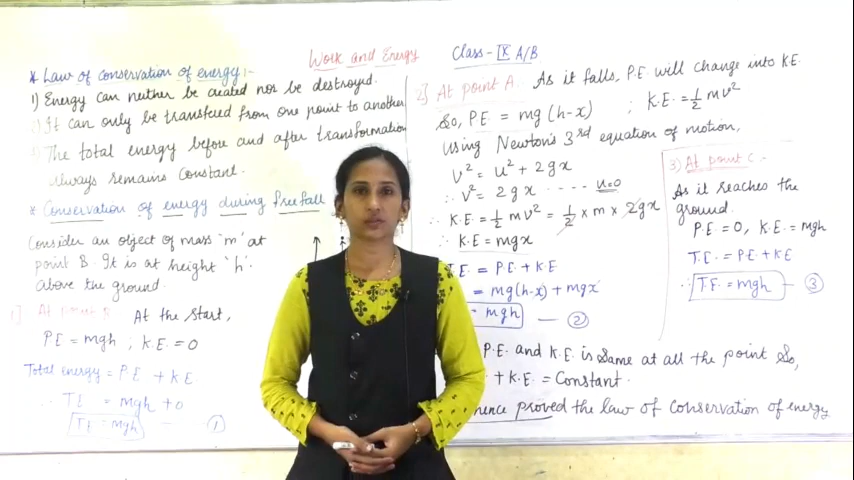 Work and Energy
Class - IX A/B
* Law of conservation of energy :-
1) Energy can neither be created nor be destroyed.
It can only be transfered from one point to another
The total energy before and after transformation
always remains constant.
* Conservation of energy during free fall
Consider an object of mass 'm' at
point B. It is at height 'h'
above the ground.
At point At the start,
P.E = mgh ; K.E. = 0
Total energy = P.E + K.E.
∴ T.E = mgh + 0
T.E = mgh — ①
2] At point A. As it falls, P.E. will change into K.E.
So, P.E = mg (h-x) ; K.E. = 1/2 mv²
Using Newton's 3rd equation of motion,
v² = u² + 2gx
∴ v² = 2gx ---- u=0
∴ K.E. = 1/2 mv² = 1/2 × m × 2gx
∴ K.E = mgx
T.E. = P.E + K.E
= mg(h-x) + mgx
= mgh — ②
3) At point C :-
As it reaches the
ground.
P.E = 0, K.E. = mgh
T.E = P.E + K.E
∴ T.E = mgh — ③
P.E. and K.E. is same at all the point so,
+ K.E. = Constant.
hence proved the law of conservation of energy